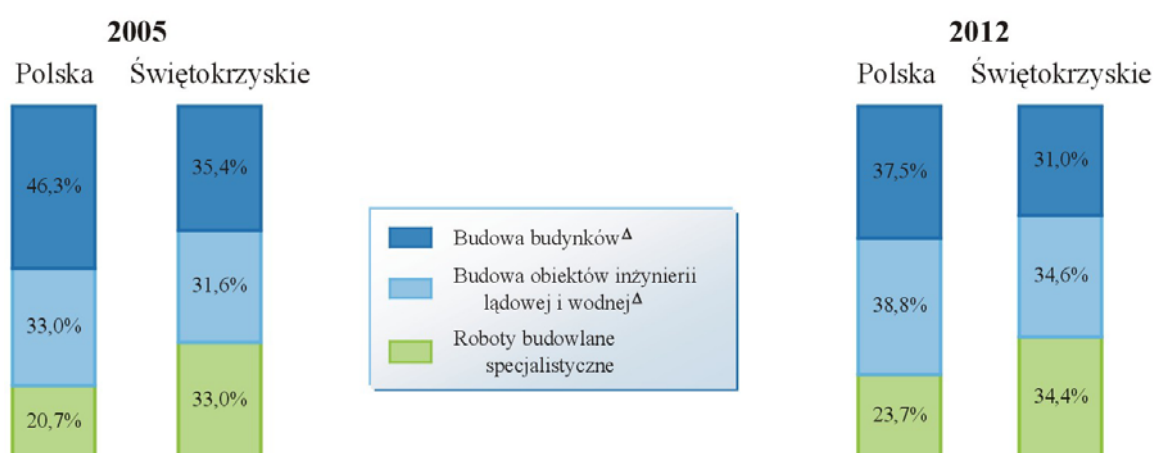 2005
Polska Świętokrzyskie
46,3%
33,0%
20,7%
35,4%
31,6%
33,0%
Budowa budynkówΔ
Budowa obiektów inżynierii
lądowej i wodnejΔ
Roboty budowlane
specjalistyczne
2012
Polska Świętokrzyskie
37,5%
38,8%
23,7%
31,0%
34,6%
34,4%